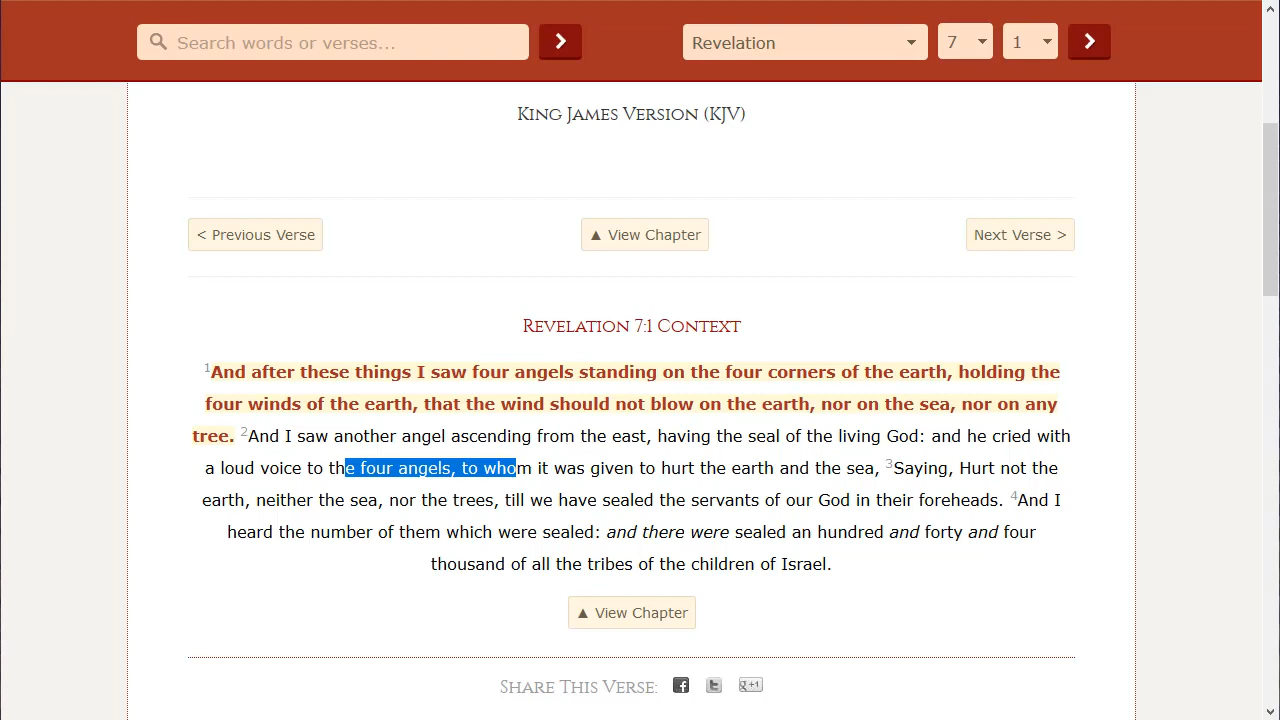 Search words or verses...
Revelation
7
1
King James Version (KJV)
< Previous Verse
▲ View Chapter
Next Verse >
Revelation 7:1 Context
1And after these things I saw four angels standing on the four corners of the earth, holding the
four winds of the earth, that the wind should not blow on the earth, nor on the sea, nor on any
tree. 2And I saw another angel ascending from the east, having the seal of the living God: and he cried with
a loud voice to the four angels, to whom it was given to hurt the earth and the sea, 3Saying, Hurt not the
earth, neither the sea, nor the trees, till we have sealed the servants of our God in their foreheads. 4And I
heard the number of them which were sealed: and there were sealed an hundred and forty and four
thousand of all the tribes of the children of Israel.
▲ View Chapter
Share This Verse:
g+1